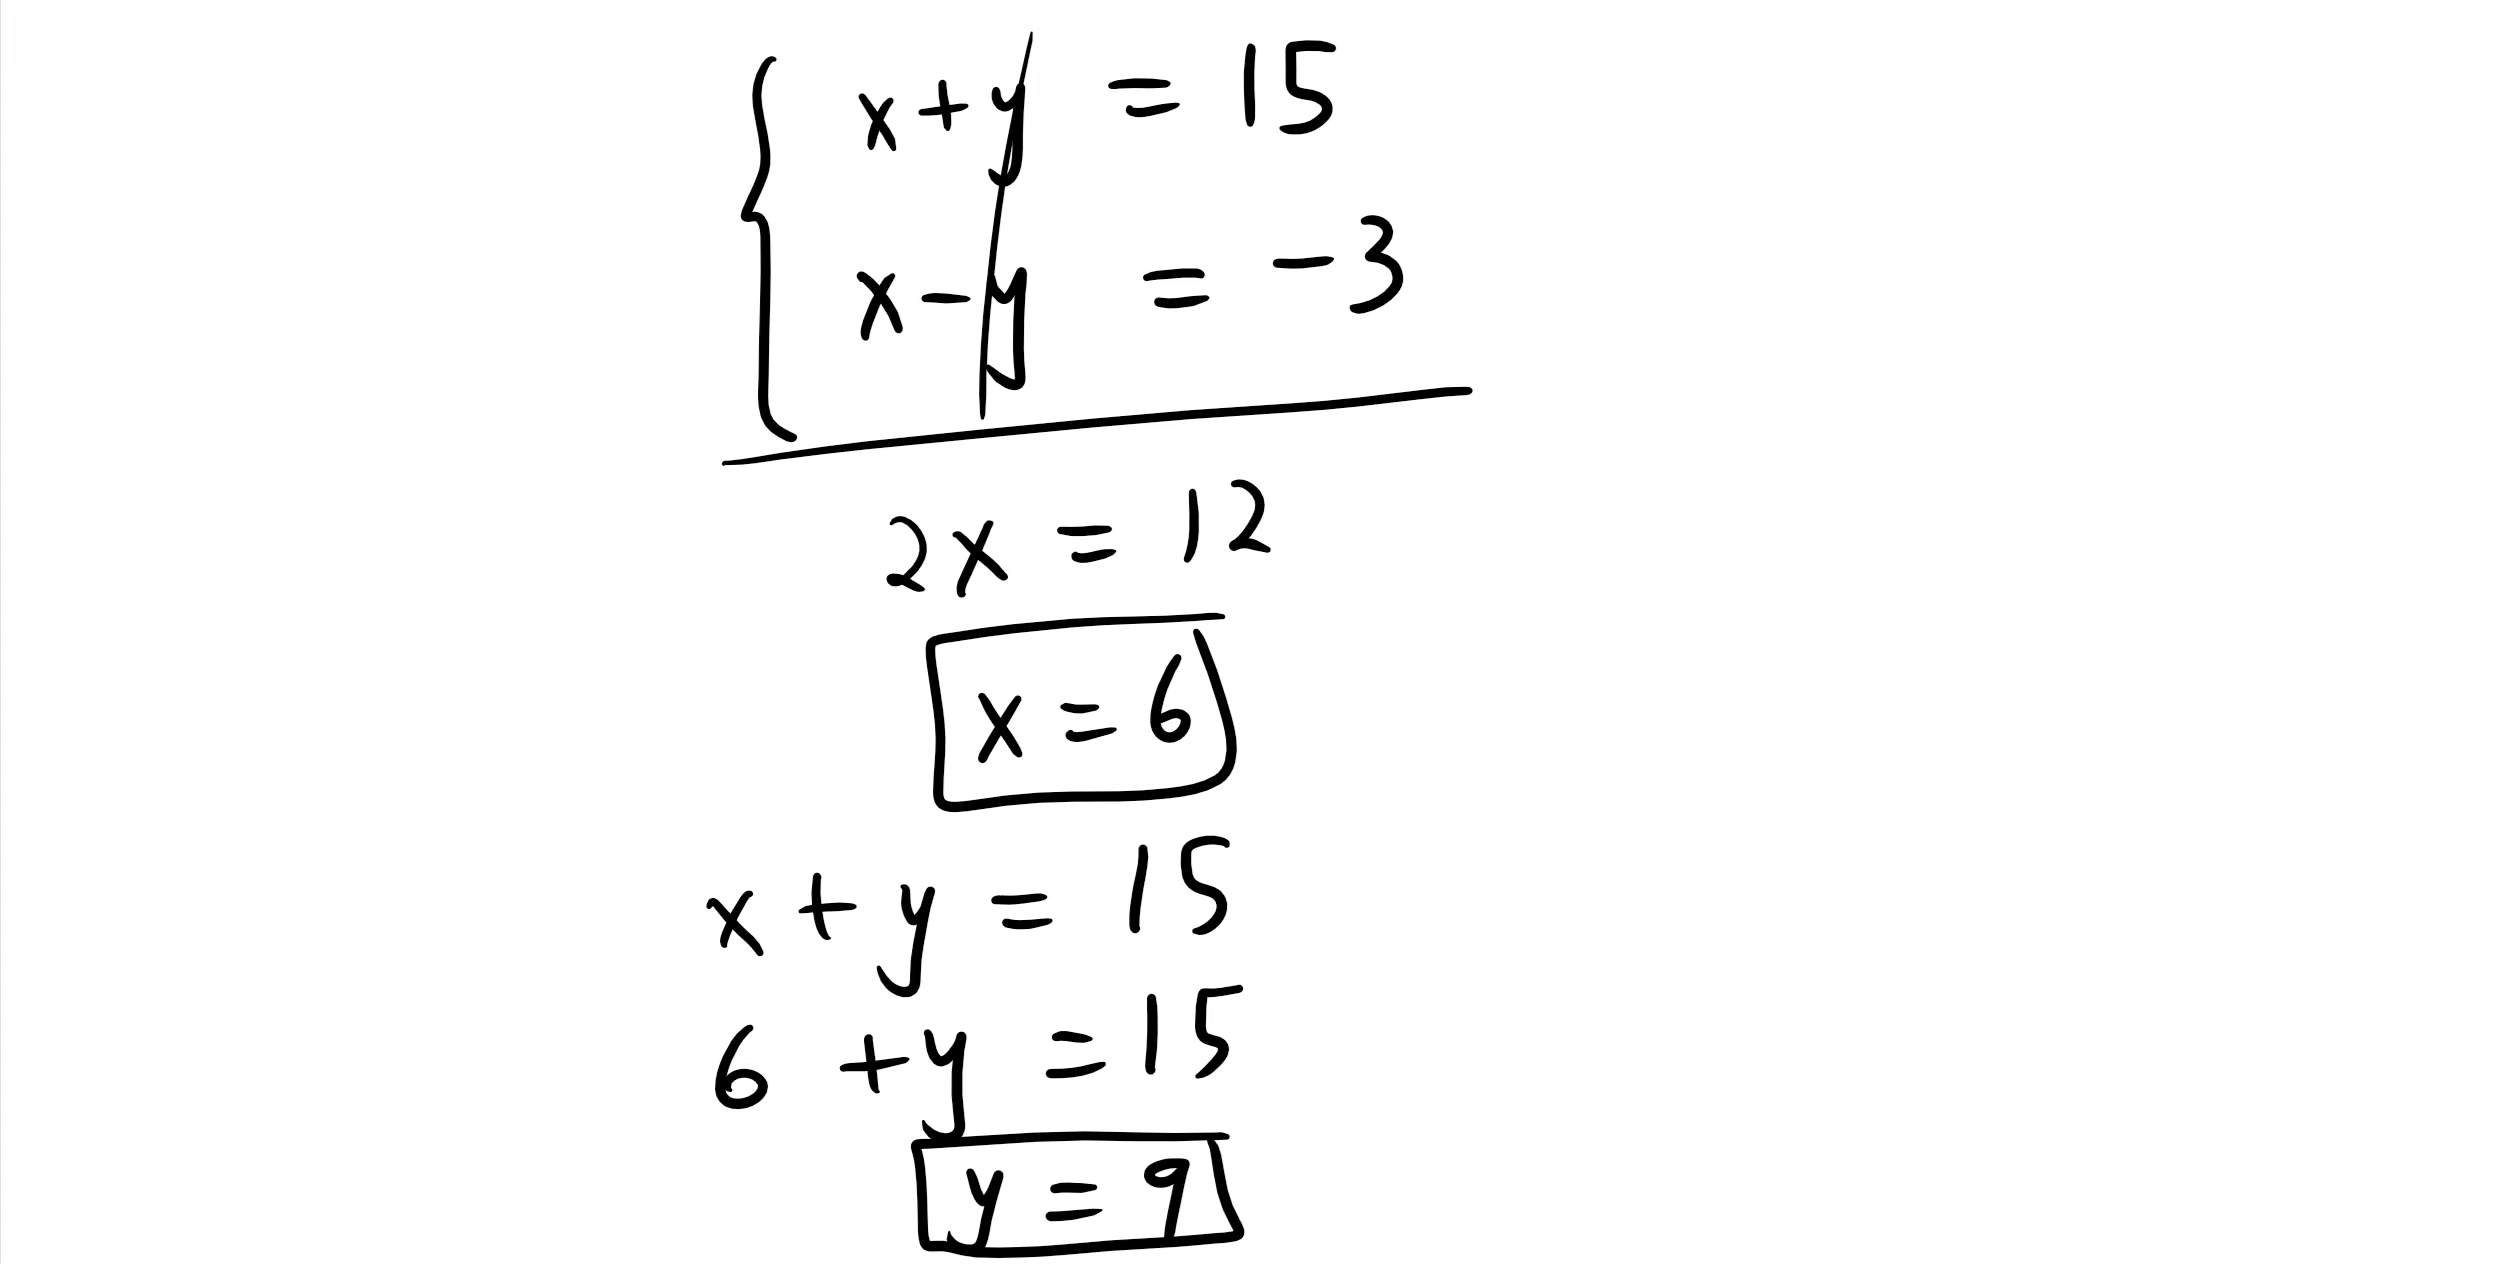 x + y = 15
x - y = -3
2x = 12
x = 6
x + y = 15
6 + y = 15
y = 9